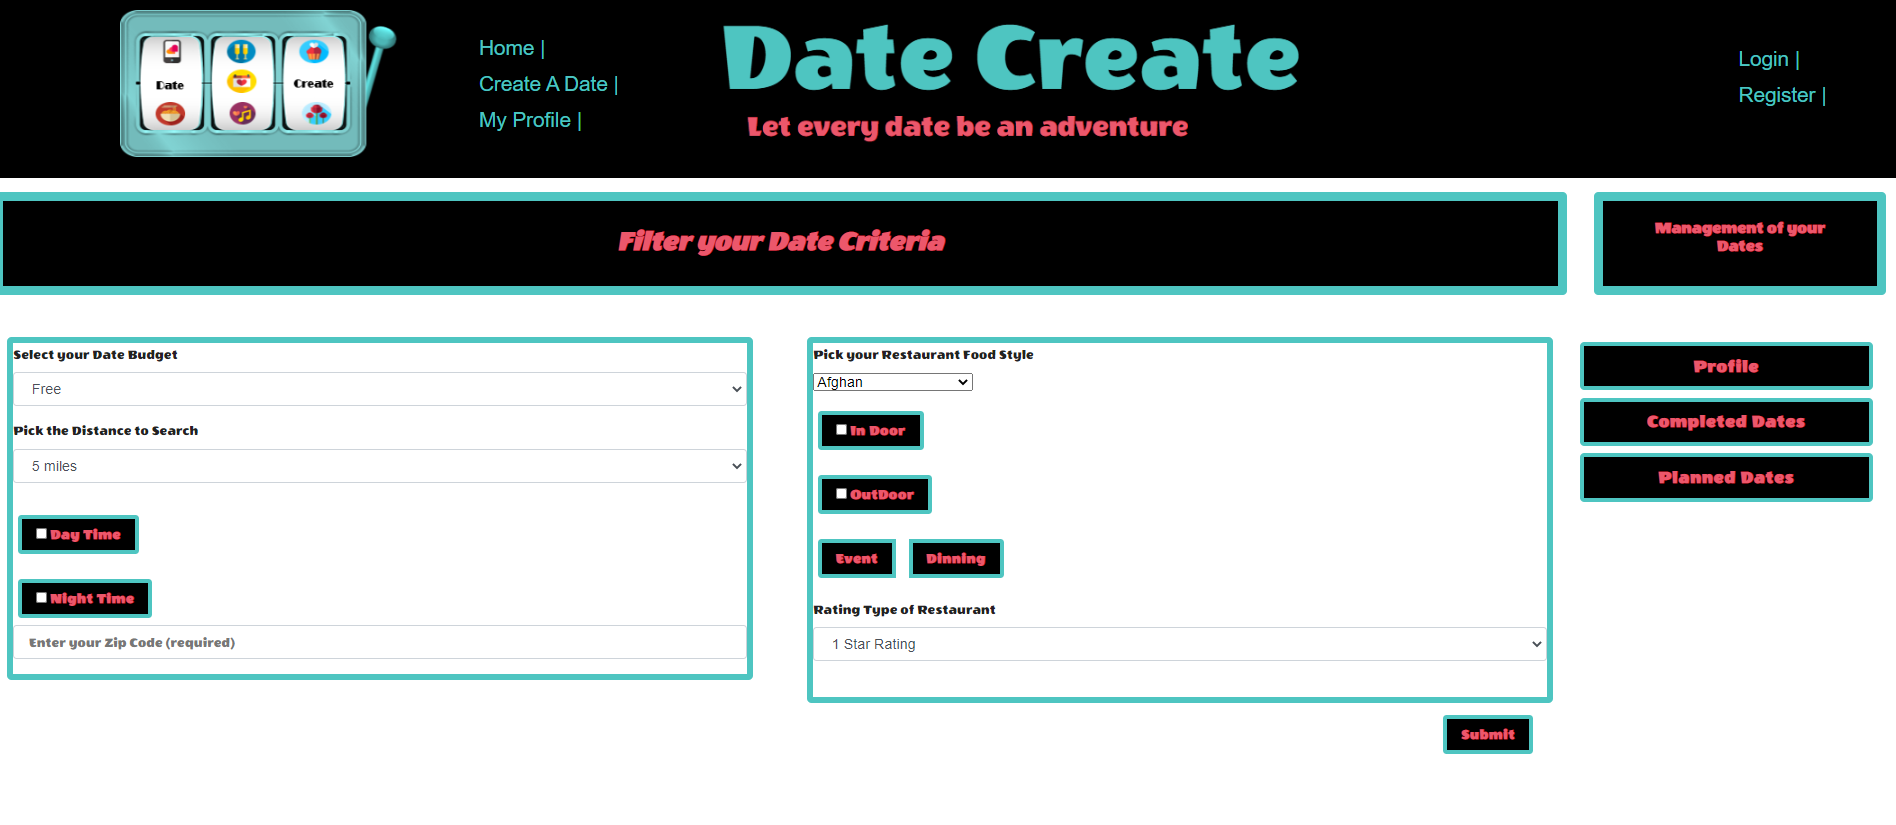 Date
Create
Home |
Create A Date |
My Profile |
Date Create
Let every date be an adventure
Login |
Register |
Filter your Date Criteria
Management of your
Dates
Select your Date Budget
Free
Pick the Distance to Search
5 miles
Day Time
Night Time
Enter your Zip Code (required)
Pick your Restaurant Food Style
Afghan
In Door
OutDoor
Event
Dinning
Rating Type of Restaurant
1 Star Rating
Submit
Profile
Completed Dates
Planned Dates